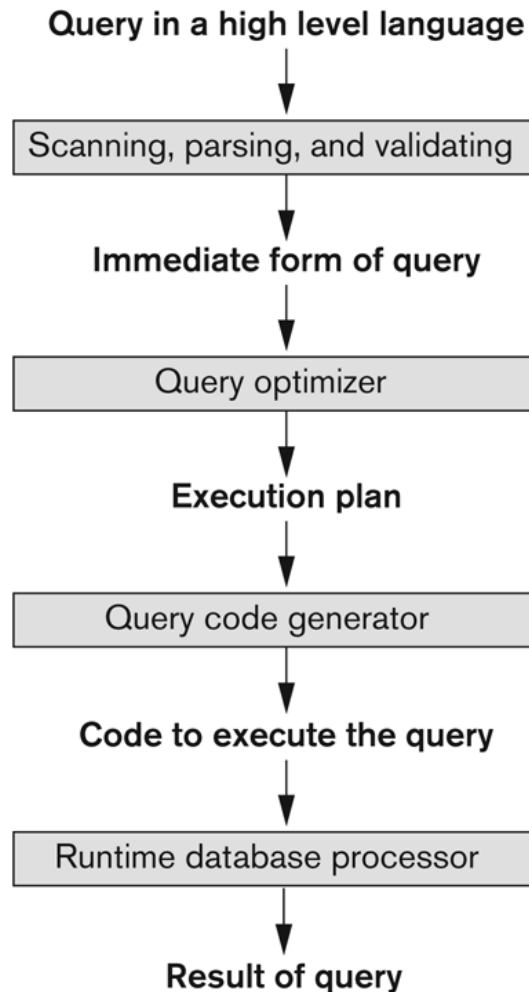 Query in a high level language
Scanning, parsing, and validating
Immediate form of query
Query optimizer
Execution plan
Query code generator
Code to execute the query
Runtime database processor
Result of query